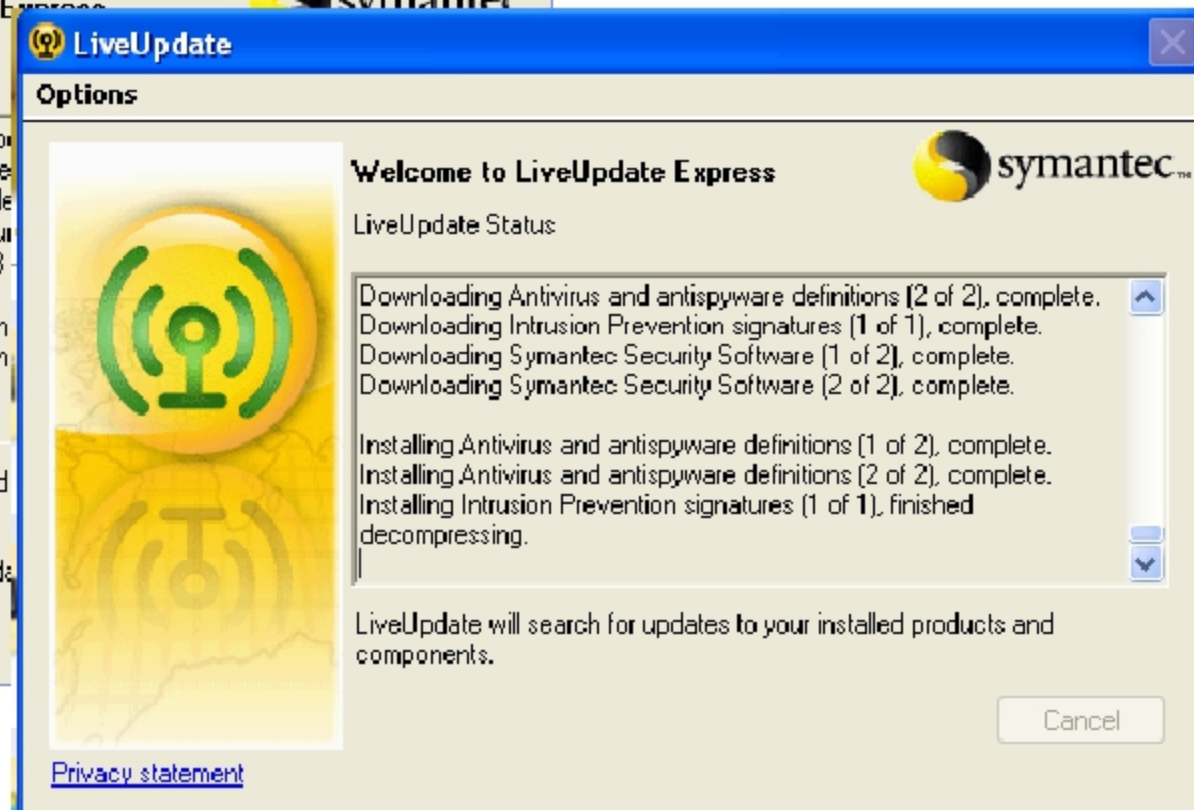 Express
symantec
LiveUpdate
Options
Welcome to LiveUpdate Express
symantec™
LiveUpdate Status
Downloading Antivirus and antispyware definitions (2 of 2), complete.
Downloading Intrusion Prevention signatures (1 of 1), complete.
Downloading Symantec Security Software (1 of 2), complete.
Downloading Symantec Security Software (2 of 2), complete.
Installing Antivirus and antispyware definitions (1 of 2), complete.
Installing Antivirus and antispyware definitions (2 of 2), complete.
Installing Intrusion Prevention signatures (1 of 1), finished
decompressing.
LiveUpdate will search for updates to your installed products and
components.
Cancel
Privacy statement